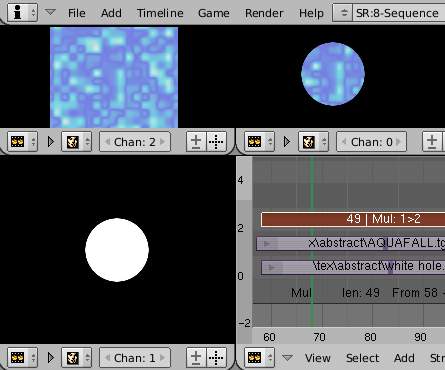 File Add Timeline Game Render Help SR:8-Sequence
Chan: 2
Chan: 0
4
49 | Mul: 1>2
2
x\abstract\AQUAFALL.tg
\tex\abstract\white hole.
0
Mul len: 49 From 58 -
-2
60 70 80 90
Chan: 1
View Select Add Str